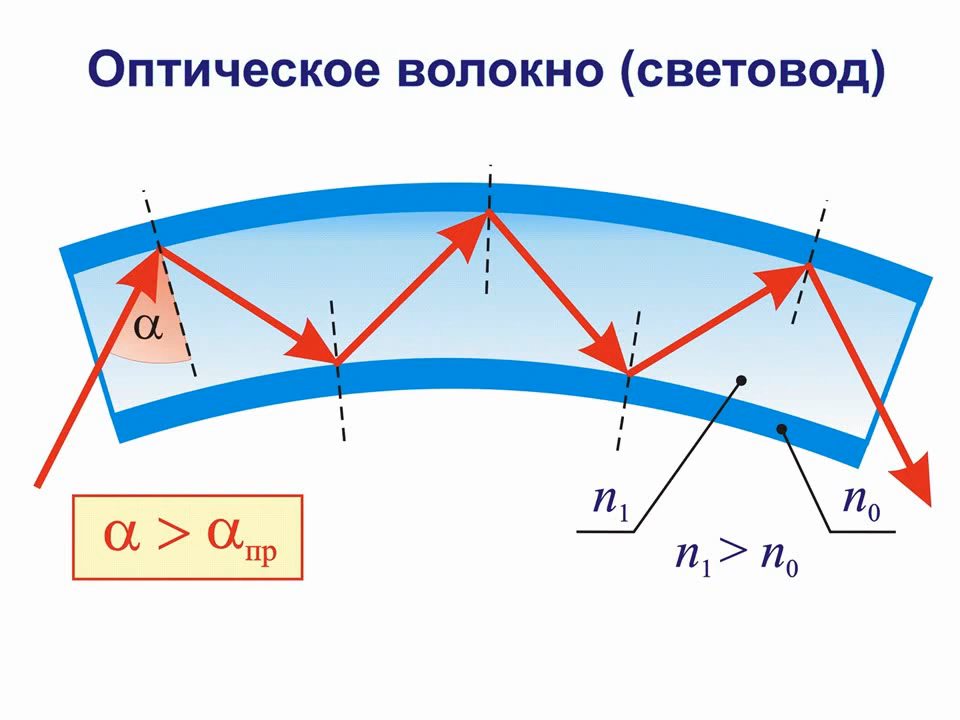 Оптическое волокно (световод)
α
α > αпр
n1
n0
n1 > n0